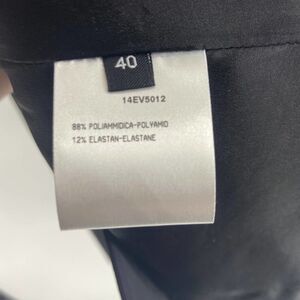 40
14EV5012
88% POLIAMMIDICA-POLYAMID
12% ELASTAN-ELASTANE